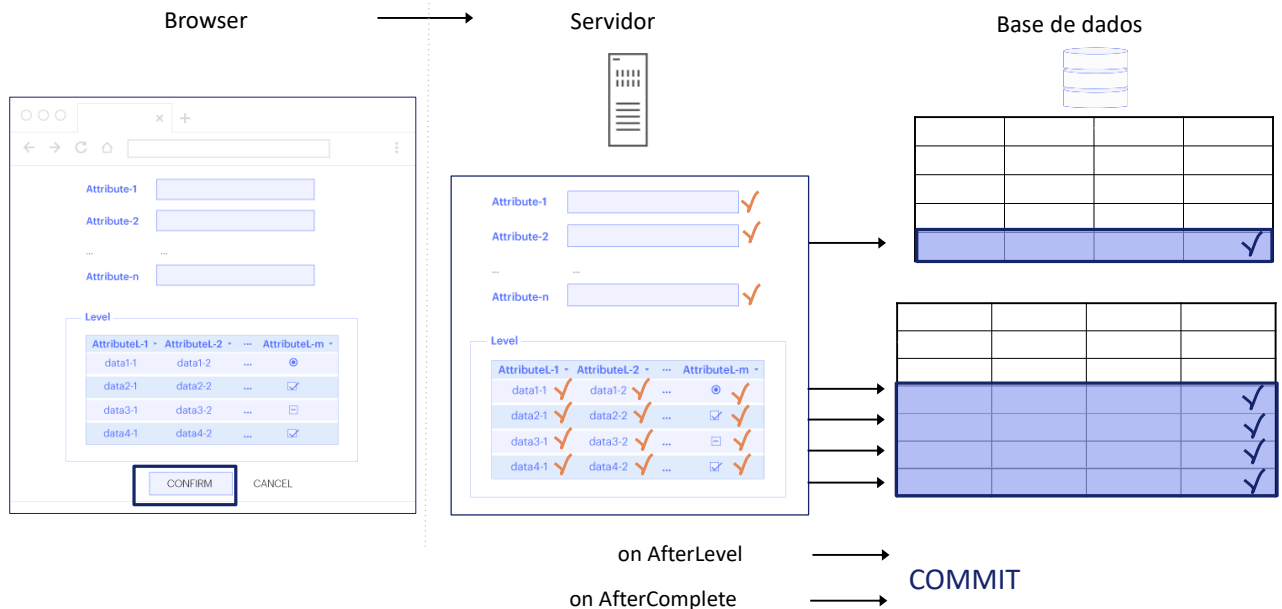 Browser
Servidor
Base de dados
Attribute-1
Attribute-2
... ...
Attribute-n
Level
AttributeL-1 AttributeL-2 ... AttributeL-m
data1-1 data1-2 ...
data2-1 data2-2 ...
data3-1 data3-2 ...
data4-1 data4-2 ...
CONFIRM CANCEL
Attribute-1
Attribute-2
... ...
Attribute-n
Level
AttributeL-1 AttributeL-2 ... AttributeL-m
data1-1 data1-2 ...
data2-1 data2-2 ...
data3-1 data3-2 ...
data4-1 data4-2 ...
on AfterLevel
on AfterComplete
COMMIT